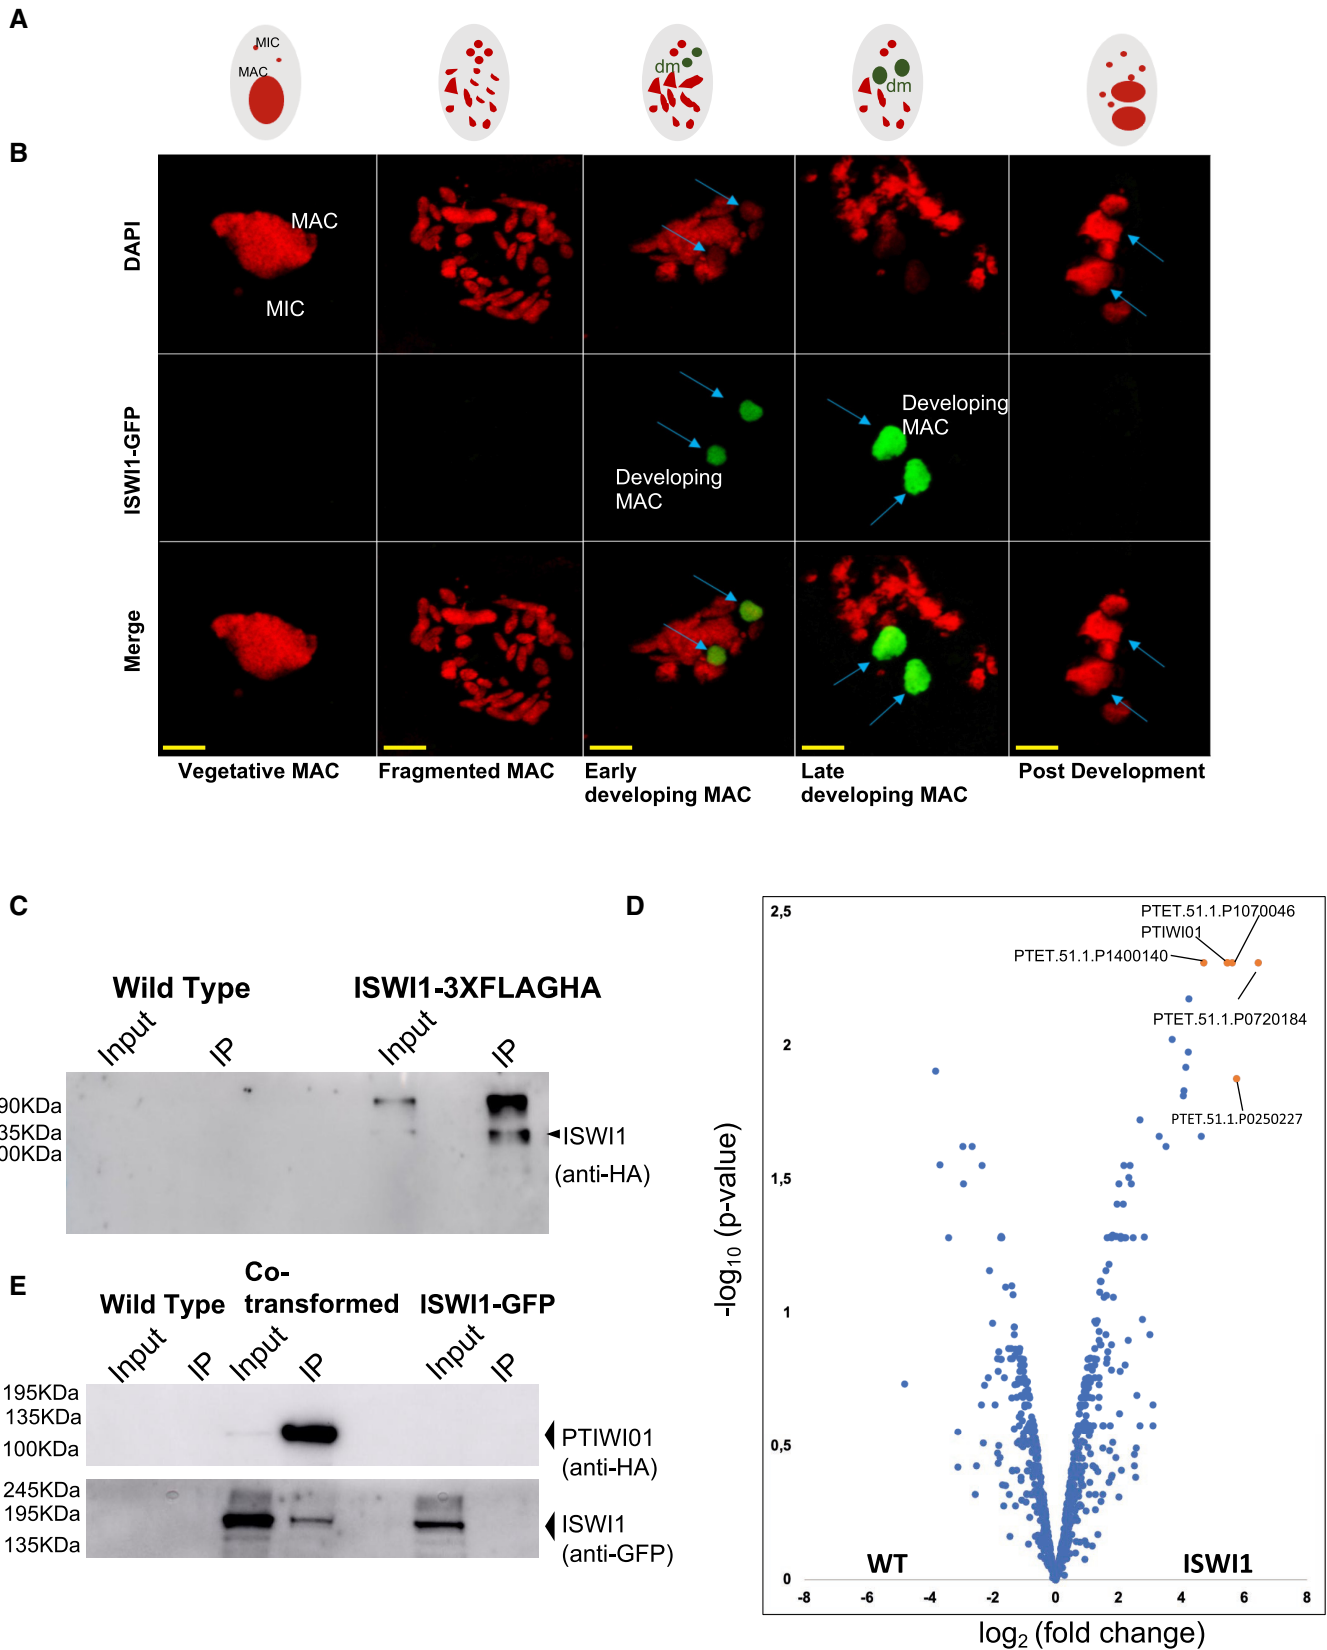 A
MIC
MAC
dm
dm
B
DAPI
MAC
MIC
ISWI1-GFP
Developing
MAC
Developing
MAC
Merge
Vegetative MAC
Fragmented MAC
Early
developing MAC
Late
developing MAC
Post Development
C
Wild Type
ISWI1-3XFLAGHA
Input
IP
Input
IP
90KDa
35KDa
00KDa
ISWI1
(anti-HA)
D
2,5
2
1,5
1
0,5
0
-log10 (p-value)
PTET.51.1.P1070046
PTIWI01
PTET.51.1.P1400140
PTET.51.1.P0720184
PTET.51.1.P0250227
WT
ISWI1
-8 -6 -4 -2 0 2 4 6 8
log2 (fold change)
E
Wild Type
Co-
transformed
ISWI1-GFP
Input
IP
Input
IP
Input
IP
195KDa
135KDa
100KDa
PTIWI01
(anti-HA)
245KDa
195KDa
135KDa
ISWI1
(anti-GFP)